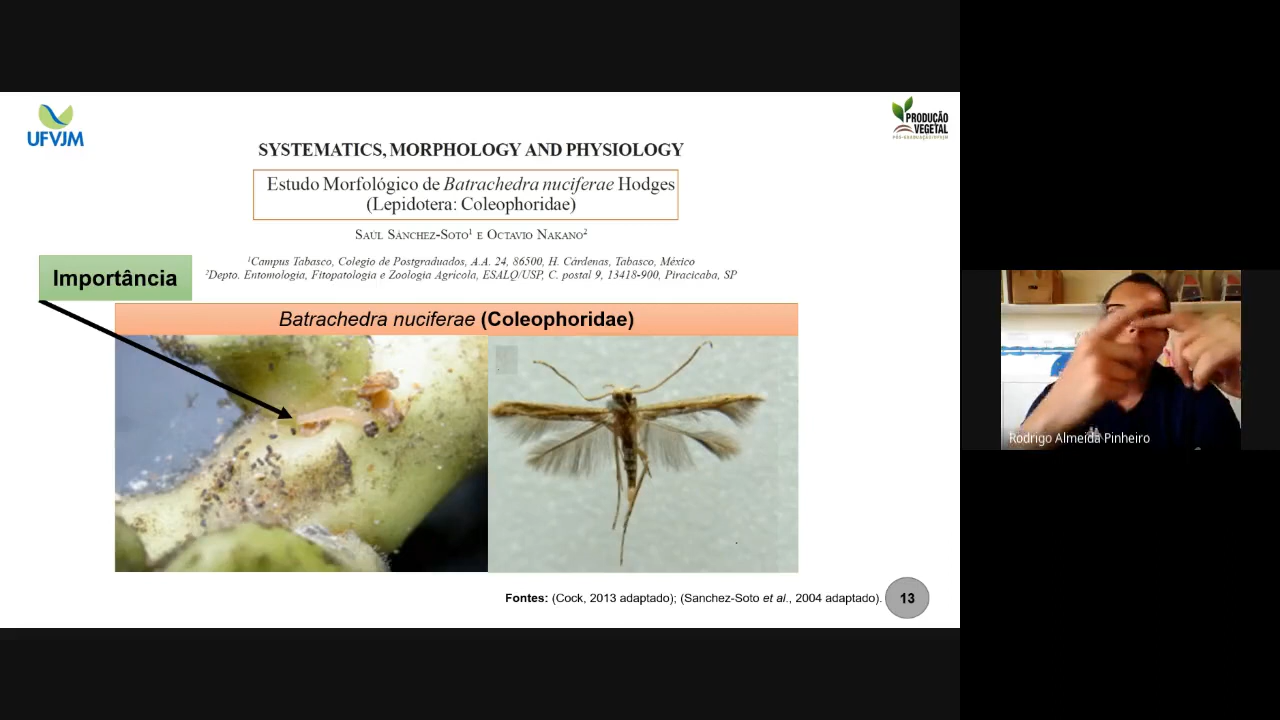 UFVJM
PRODUÇÃO
VEGETAL
PÓS-GRADUAÇÃO-UFVJM
SYSTEMATICS, MORPHOLOGY AND PHYSIOLOGY
Estudo Morfológico de Batrachedra nuciferae Hodges
(Lepidotera: Coleophoridae)
SAÚL SÁNCHEZ-SOTO¹ E OCTAVIO NAKANO²
¹Campus Tabasco, Colegio de Postgraduados, A.A. 24, 86500, H. Cárdenas, Tabasco, México
²Depto. Entomologia, Fitopatologia e Zoologia Agrícola, ESALQ/USP, C. postal 9, 13418-900, Piracicaba, SP
Importância
Batrachedra nuciferae (Coleophoridae)
Fontes: (Cock, 2013 adaptado); (Sanchez-Soto et al., 2004 adaptado).
13
Rodrigo Almeida Pinheiro